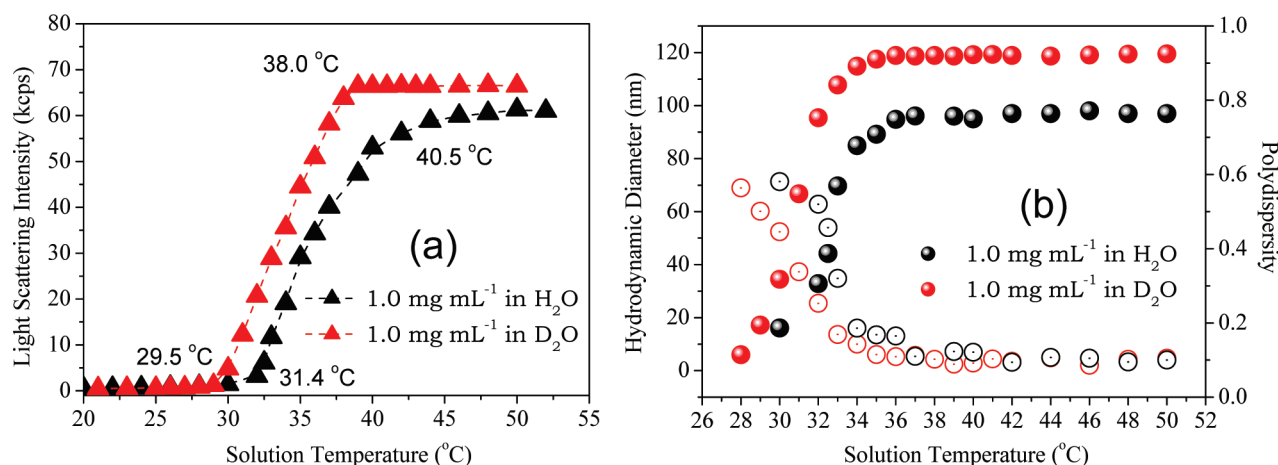 80
70
60
50
40
30
20
10
0
Light Scattering Intensity (kcps)
38.0 °C
40.5 °C
29.5 °C
31.4 °C
(a)
1.0 mg mL⁻¹ in H₂O
1.0 mg mL⁻¹ in D₂O
20 25 30 35 40 45 50 55
Solution Temperature (°C)
120
100
80
60
40
20
0
Hydrodynamic Diameter (nm)
(b)
1.0 mg mL⁻¹ in H₂O
1.0 mg mL⁻¹ in D₂O
1.0
0.8
0.6
0.4
0.2
0.0
Polydispersity
26 28 30 32 34 36 38 40 42 44 46 48 50 52
Solution Temperature (°C)